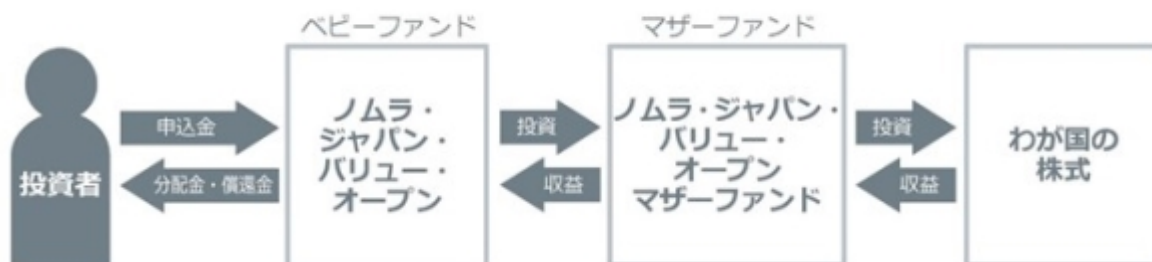 ベビーファンド
マザーファンド
投資者
申込金
分配金・償還金
ノムラ・
ジャパン・
バリュー・
オープン
投資
収益
ノムラ・ジャパン・
バリュー・
オープン
マザーファンド
投資
収益
わが国の
株式